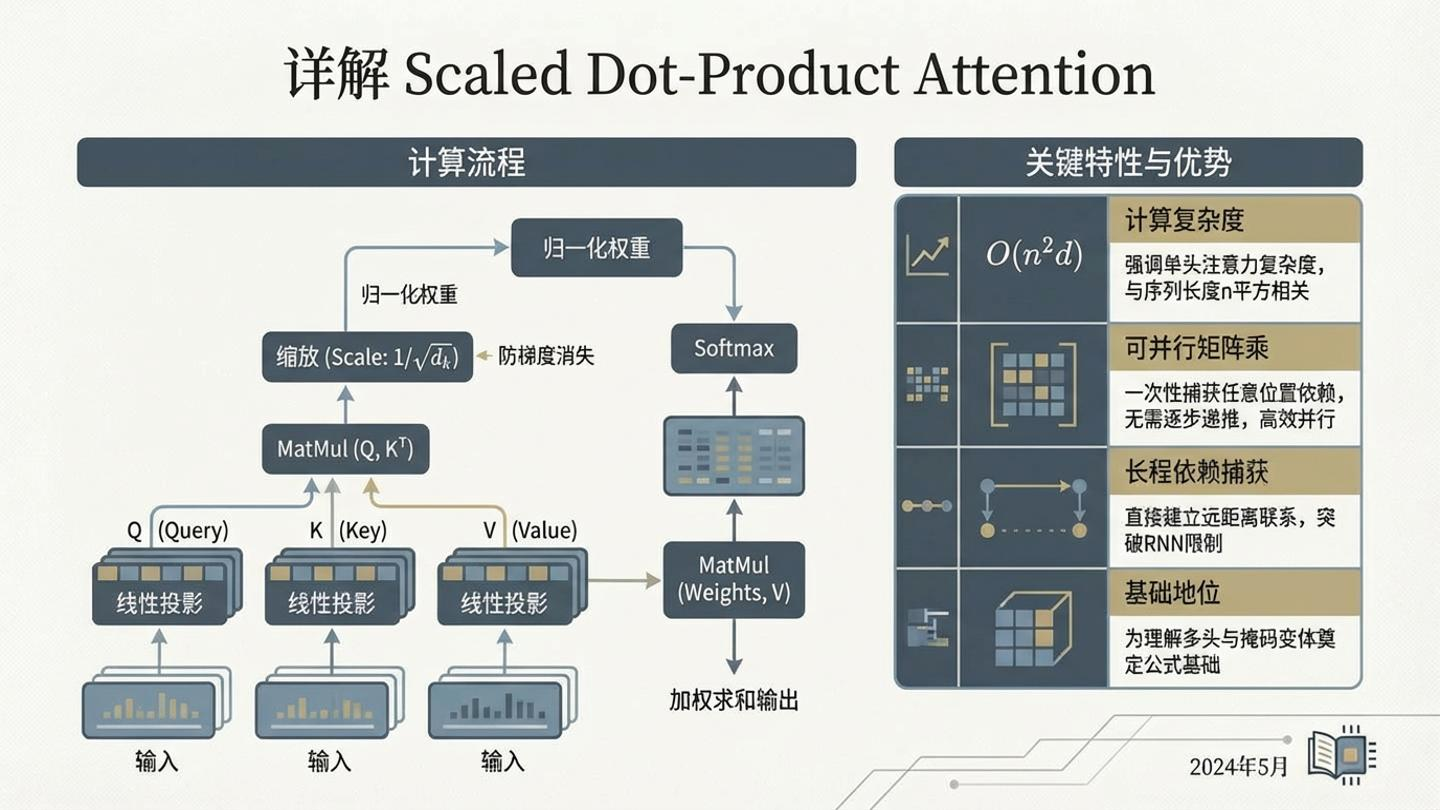 详解 Scaled Dot-Product Attention
计算流程
归一化权重
归一化权重
缩放 (Scale: 1/√dₖ)
防梯度消失
Softmax
MatMul (Q, Kᵀ)
Q (Query)
K (Key)
V (Value)
线性投影
线性投影
线性投影
MatMul
(Weights, V)
加权求和输出
输入
输入
输入
关键特性与优势
O(n²d)
计算复杂度
强调单头注意力复杂度，
与序列长度n平方相关
可并行矩阵乘
一次性捕获任意位置依赖，
无需逐步递推，高效并行
长程依赖捕获
直接建立远距离联系，突
破RNN限制
基础地位
为理解多头与掩码变体奠
定公式基础
2024年5月